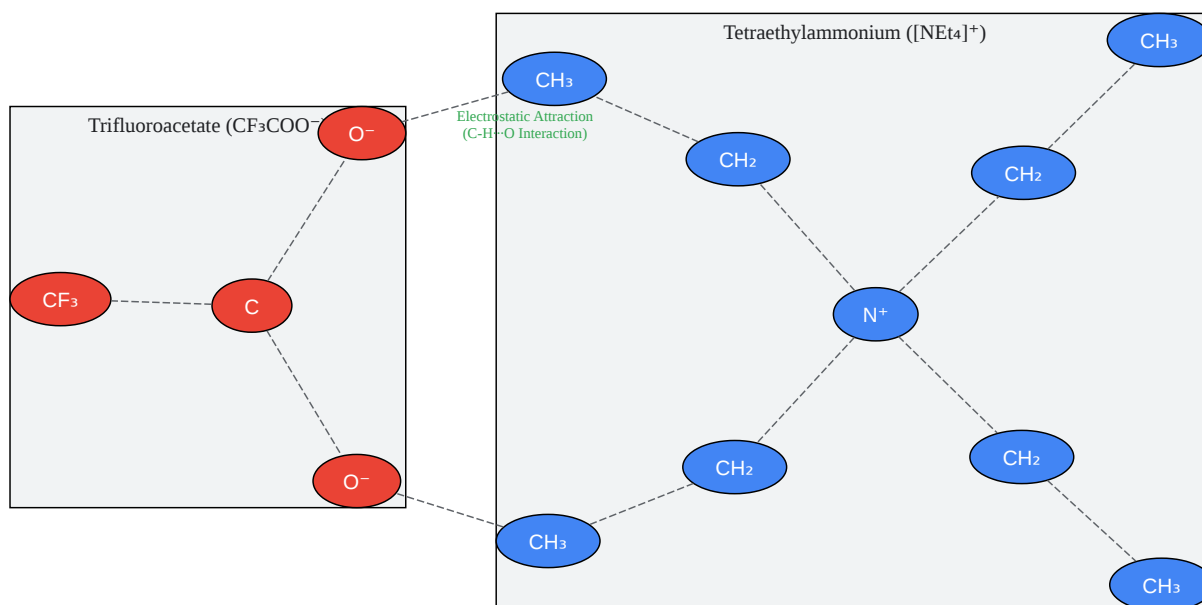 Tetraethylammonium ([NEt₄]⁺)
CH₃
CH₃
Electrostatic Attraction
(C-H···O Interaction)
Trifluoroacetate (CF₃COO⁻
O⁻
CH₂
CH₂
CF₃
C
N⁺
CH₂
CH₂
O⁻
CH₃
CH₃